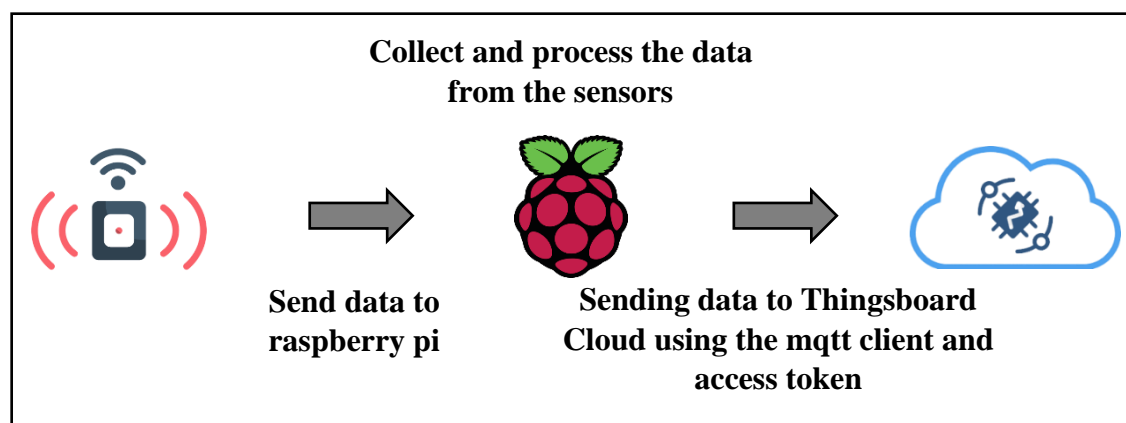 Collect and process the data
from the sensors
Send data to
raspberry pi
Sending data to Thingsboard
Cloud using the mqtt client and
access token